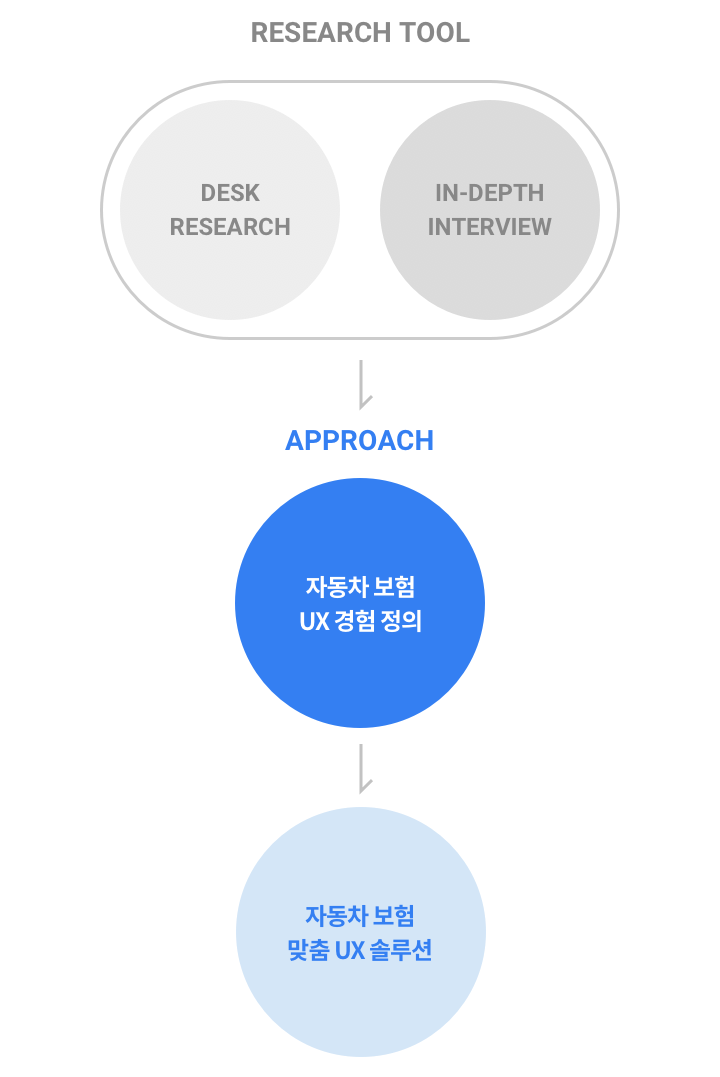 RESEARCH TOOL
DESK
RESEARCH
IN-DEPTH
INTERVIEW
APPROACH
자동차 보험
UX 경험 정의
자동차 보험
맞춤 UX 솔루션